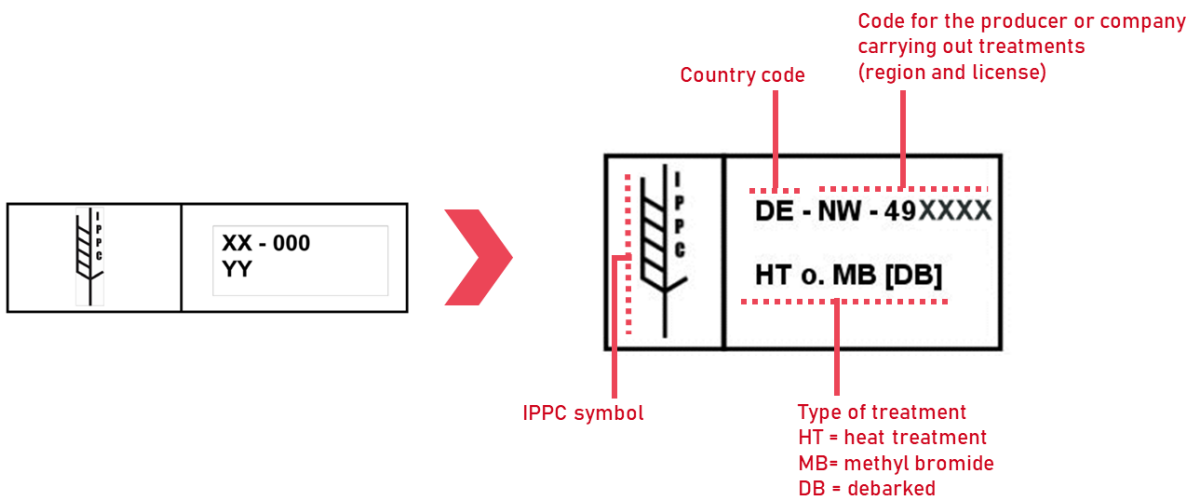 IPPC
XX - 000
YY
Code for the producer or company
carrying out treatments
(region and license)
Country code
IPPC
DE - NW - 49XXXX
HT o. MB [DB]
IPPC symbol
Type of treatment
HT = heat treatment
MB= methyl bromide
DB = debarked